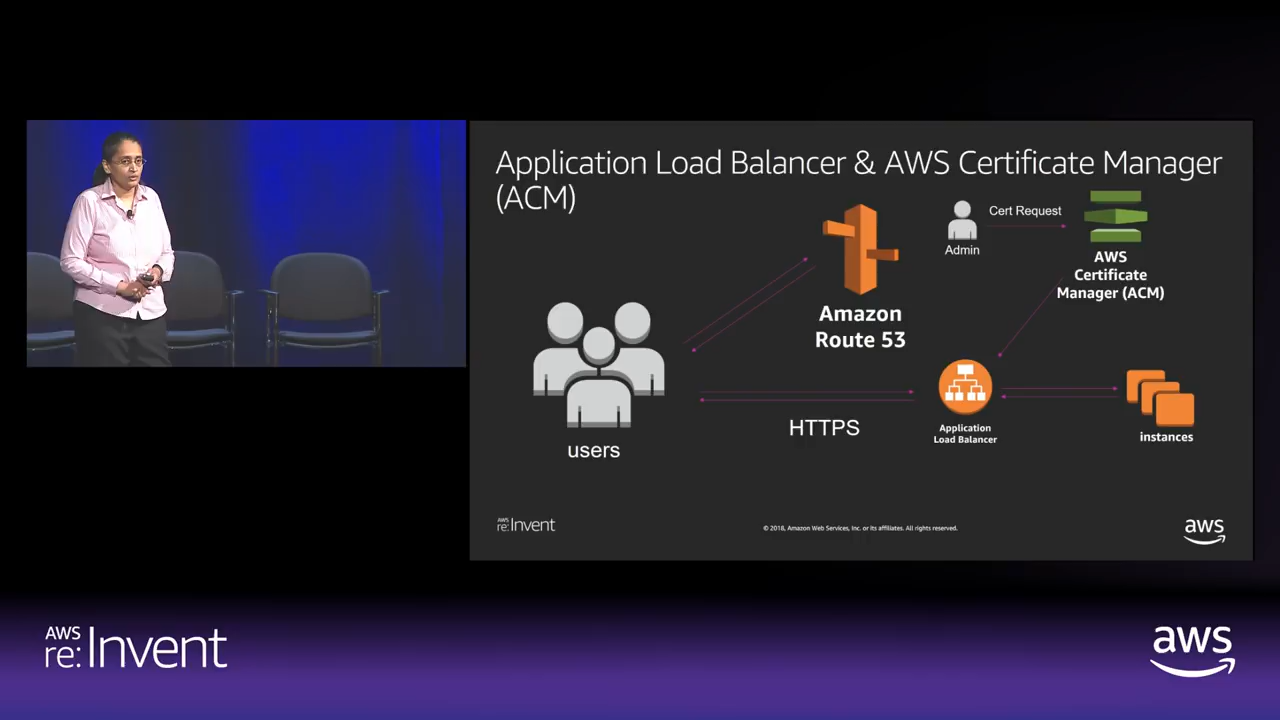 Application Load Balancer & AWS Certificate Manager
(ACM)
Cert Request
Admin
AWS
Certificate
Manager (ACM)
Amazon
Route 53
HTTPS
users
Application
Load Balancer
instances
AWS
re:Invent
© 2018, Amazon Web Services, Inc. or its affiliates. All rights reserved.
aws
AWS
re:Invent
aws